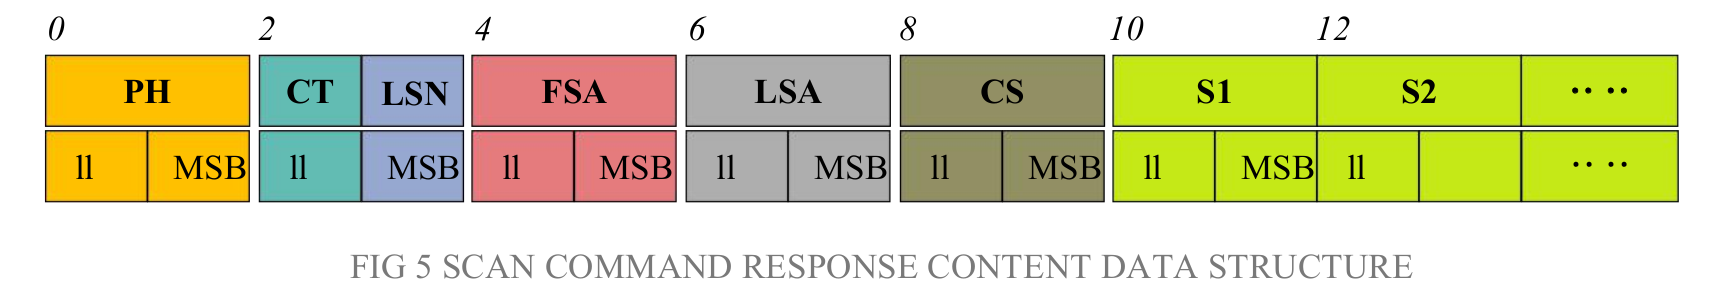 0 2 4 6 8 10 12
PH CT LSN FSA LSA CS S1 S2 ·· ··
ll MSB ll MSB ll MSB ll MSB ll MSB ll MSB ll ·· ··
FIG 5 SCAN COMMAND RESPONSE CONTENT DATA STRUCTURE